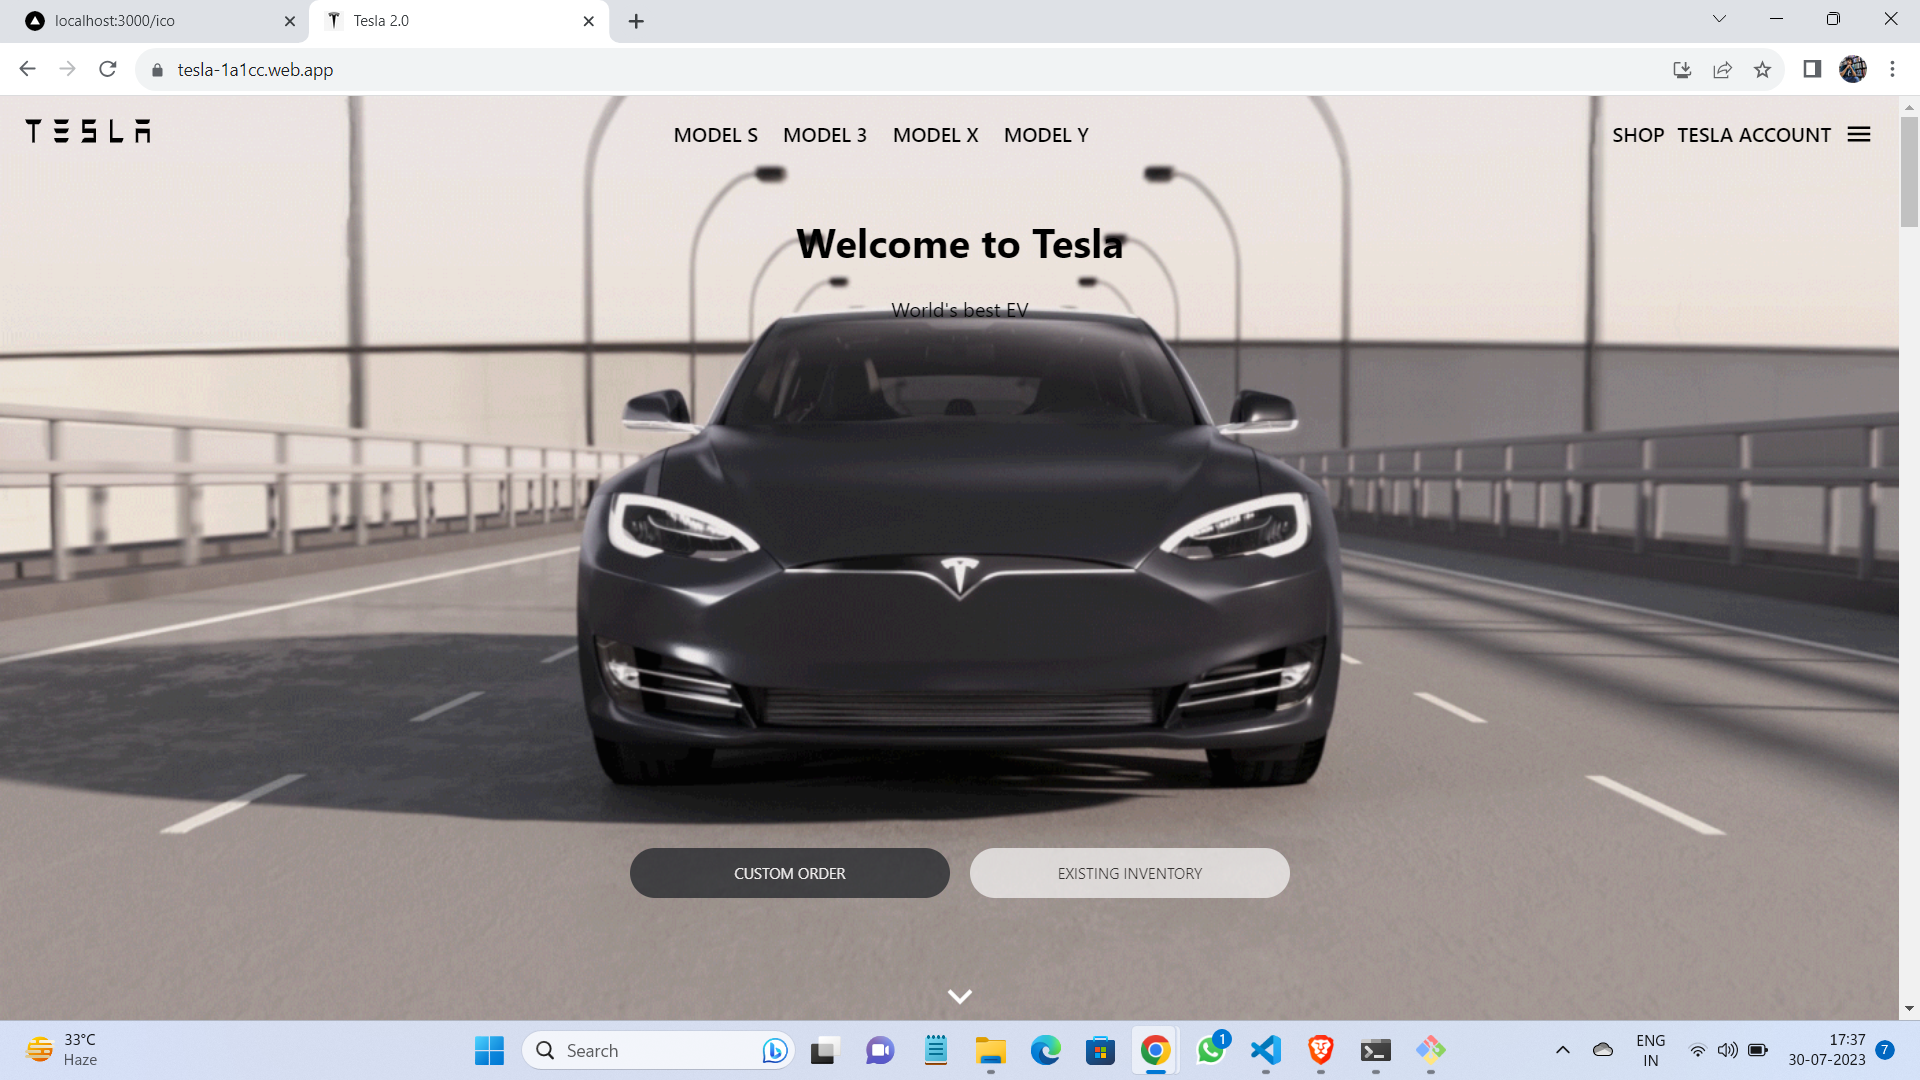 localhost:3000/ico
Tesla 2.0
tesla-1a1cc.web.app
TESLA
MODEL S MODEL 3 MODEL X MODEL Y
SHOP TESLA ACCOUNT
Welcome to Tesla
World's best EV
CUSTOM ORDER
EXISTING INVENTORY
33°C
Haze
Search
1
ENG
IN
17:37
30-07-2023
7